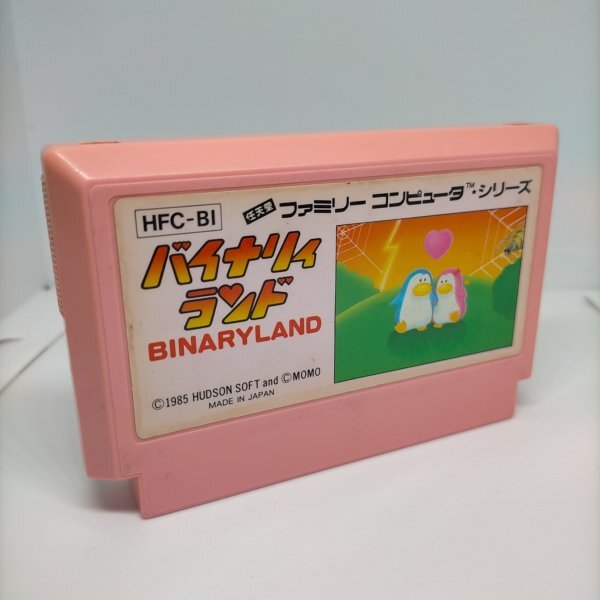 HFC-BI
任天堂 ファミリー コンピュータ™・シリーズ
バイナリィ
ランド
BINARYLAND
©1985 HUDSON SOFT and ©MOMO
MADE IN JAPAN